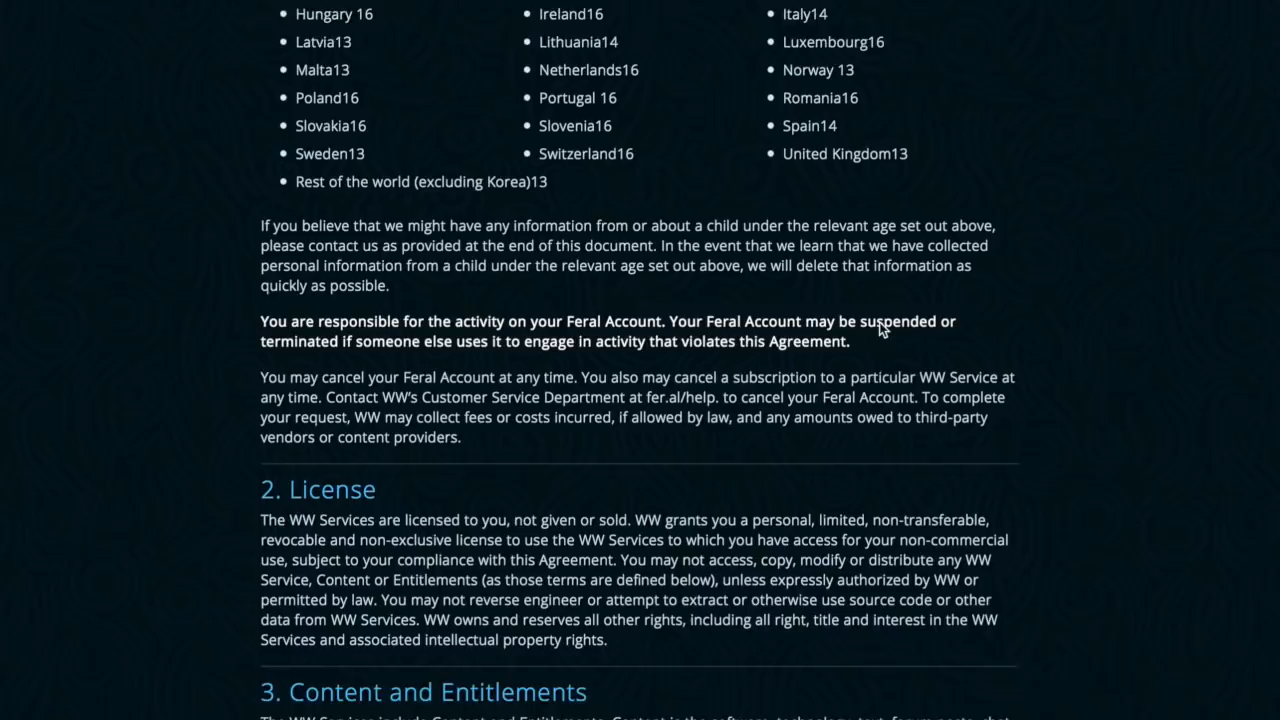 Hungary 16
Ireland16
Italy14
Latvia13
Lithuania14
Luxembourg16
Malta13
Netherlands16
Norway 13
Poland16
Portugal 16
Romania16
Slovakia16
Slovenia16
Spain14
Sweden13
Switzerland16
United Kingdom13
Rest of the world (excluding Korea)13
If you believe that we might have any information from or about a child under the relevant age set out above,
please contact us as provided at the end of this document. In the event that we learn that we have collected
personal information from a child under the relevant age set out above, we will delete that information as
quickly as possible.
You are responsible for the activity on your Feral Account. Your Feral Account may be suspended or
terminated if someone else uses it to engage in activity that violates this Agreement.
You may cancel your Feral Account at any time. You also may cancel a subscription to a particular WW Service at
any time. Contact WW's Customer Service Department at fer.al/help. to cancel your Feral Account. To complete
your request, WW may collect fees or costs incurred, if allowed by law, and any amounts owed to third-party
vendors or content providers.
2. License
The WW Services are licensed to you, not given or sold. WW grants you a personal, limited, non-transferable,
revocable and non-exclusive license to use the WW Services to which you have access for your non-commercial
use, subject to your compliance with this Agreement. You may not access, copy, modify or distribute any WW
Service, Content or Entitlements (as those terms are defined below), unless expressly authorized by WW or
permitted by law. You may not reverse engineer or attempt to extract or otherwise use source code or other
data from WW Services. WW owns and reserves all other rights, including all right, title and interest in the WW
Services and associated intellectual property rights.
3. Content and Entitlements